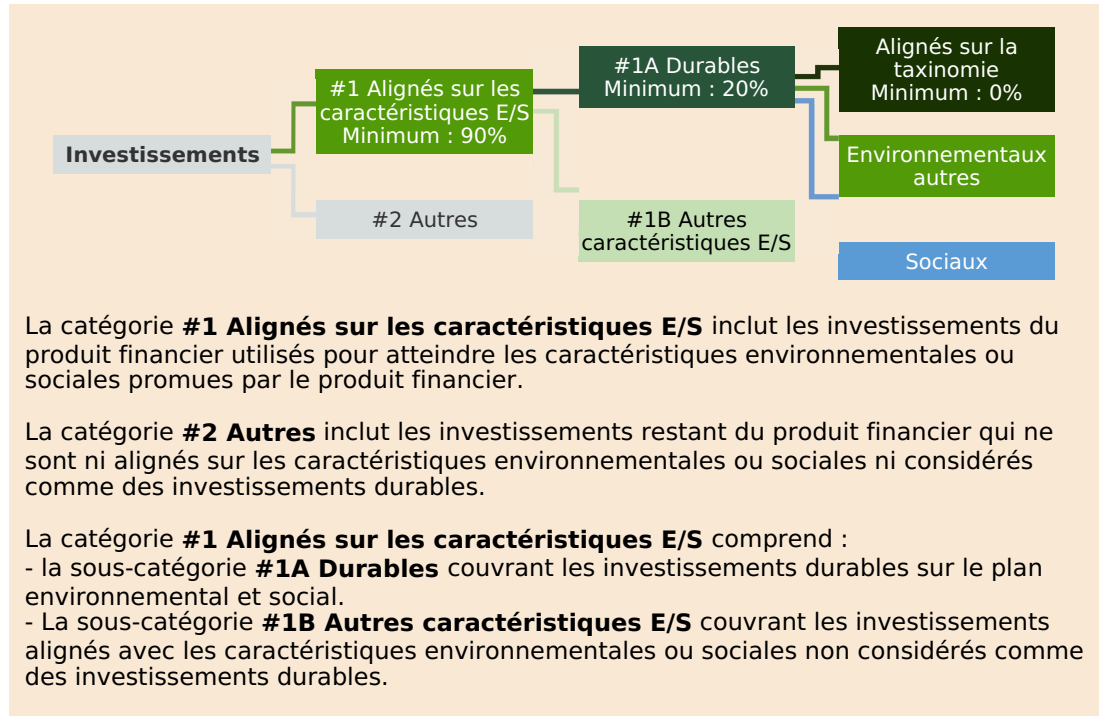 Investissements
#1 Alignés sur les
caractéristiques E/S
Minimum : 90%
#2 Autres
#1A Durables
Minimum : 20%
#1B Autres
caractéristiques E/S
Alignés sur la
taxinomie
Minimum : 0%
Environnementaux
autres
Sociaux
La catégorie #1 Alignés sur les caractéristiques E/S inclut les investissements du
produit financier utilisés pour atteindre les caractéristiques environnementales ou
sociales promues par le produit financier.
La catégorie #2 Autres inclut les investissements restant du produit financier qui ne
sont ni alignés sur les caractéristiques environnementales ou sociales ni considérés
comme des investissements durables.
La catégorie #1 Alignés sur les caractéristiques E/S comprend :
- la sous-catégorie #1A Durables couvrant les investissements durables sur le plan
environnemental et social.
- La sous-catégorie #1B Autres caractéristiques E/S couvrant les investissements
alignés avec les caractéristiques environnementales ou sociales non considérés comme
des investissements durables.